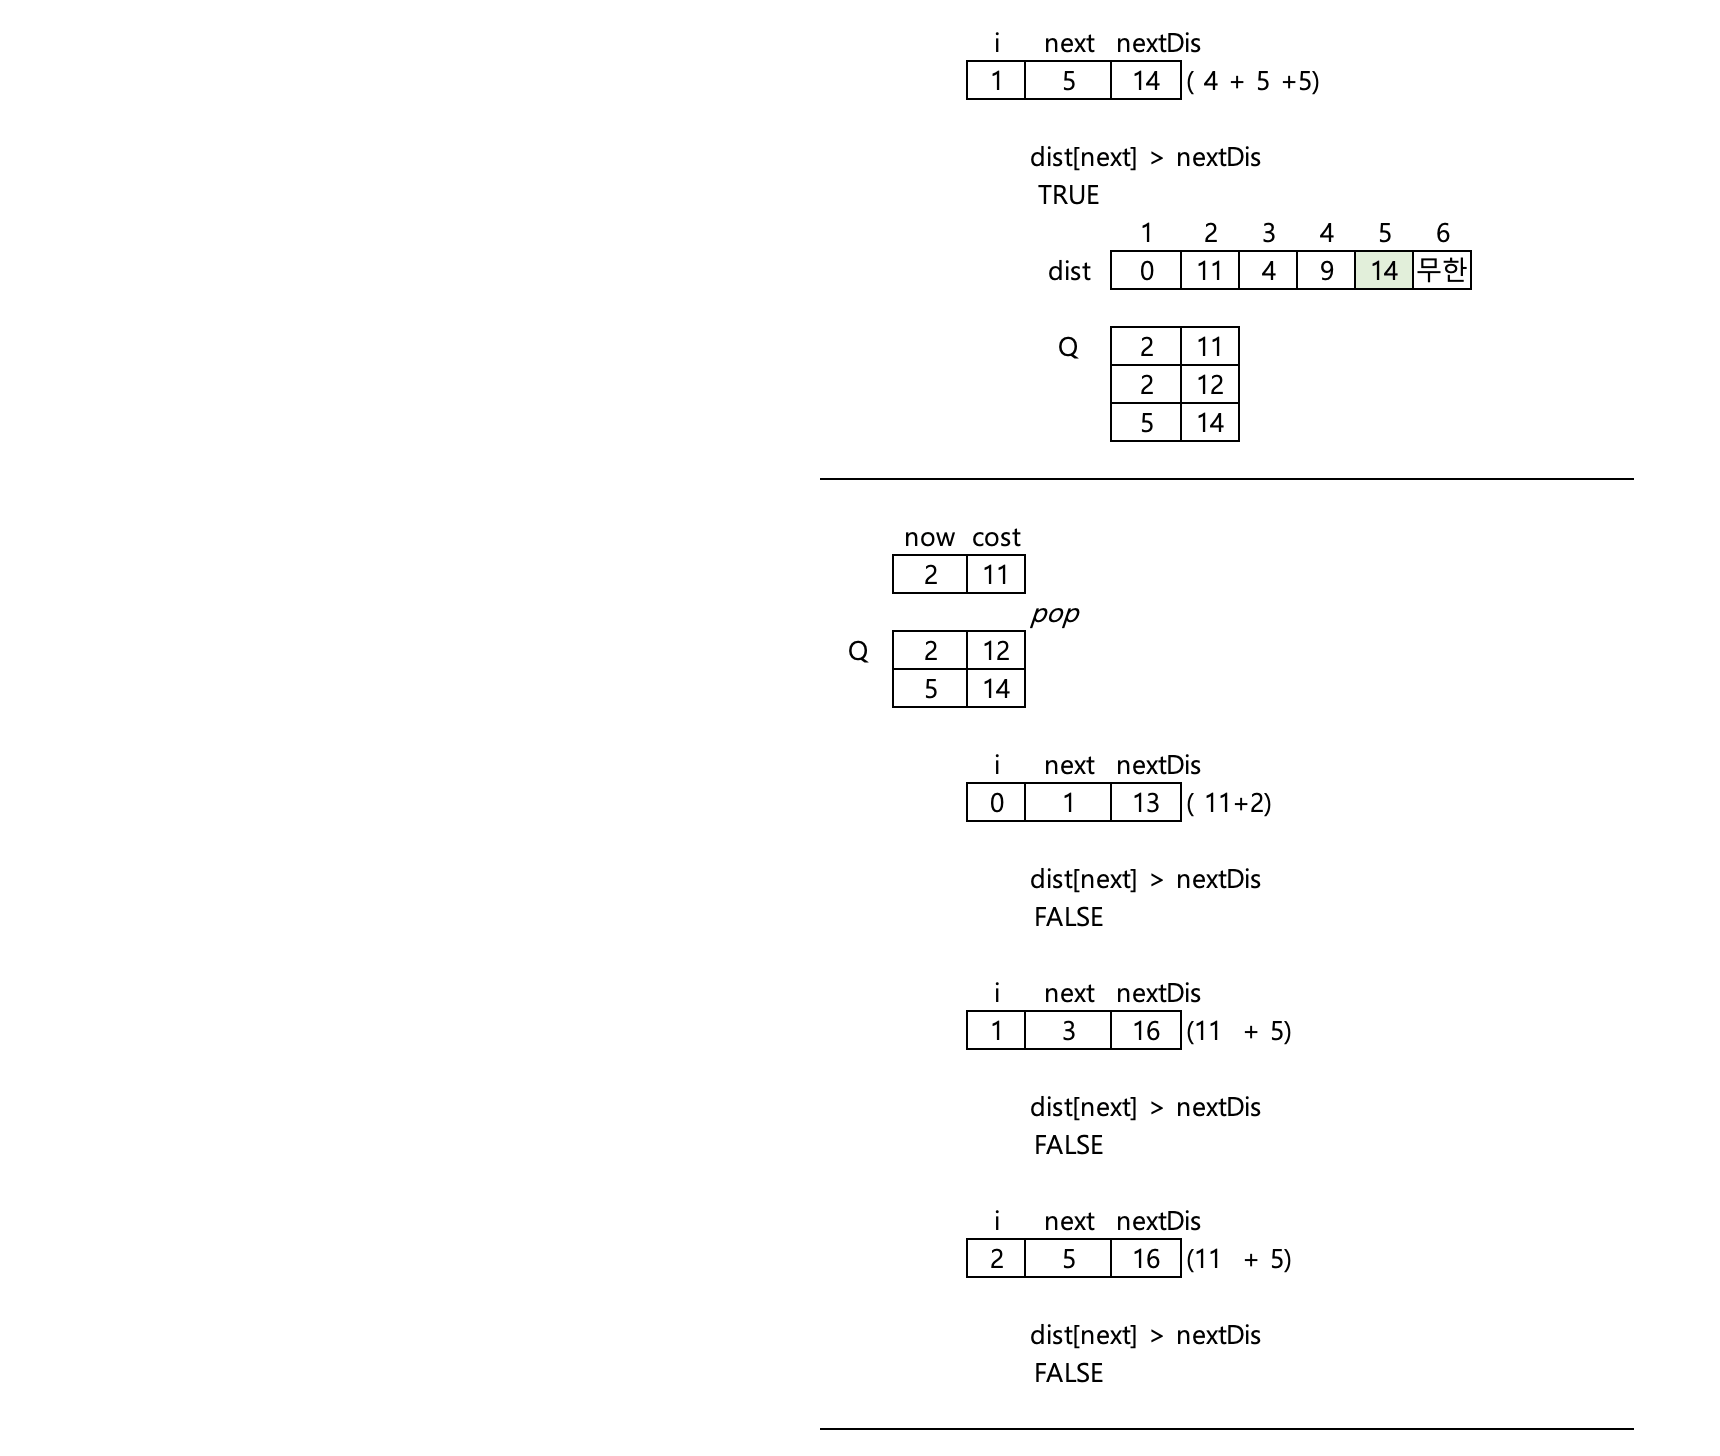 i next nextDis
1 5 14 ( 4 + 5 +5)
dist[next] > nextDis
TRUE
1 2 3 4 5 6
dist 0 11 4 9 14 무한
Q 2 11
2 12
5 14
now cost
2 11
pop
Q 2 12
5 14
i next nextDis
0 1 13 ( 11+2)
dist[next] > nextDis
FALSE
i next nextDis
1 3 16 (11 + 5)
dist[next] > nextDis
FALSE
i next nextDis
2 5 16 (11 + 5)
dist[next] > nextDis
FALSE